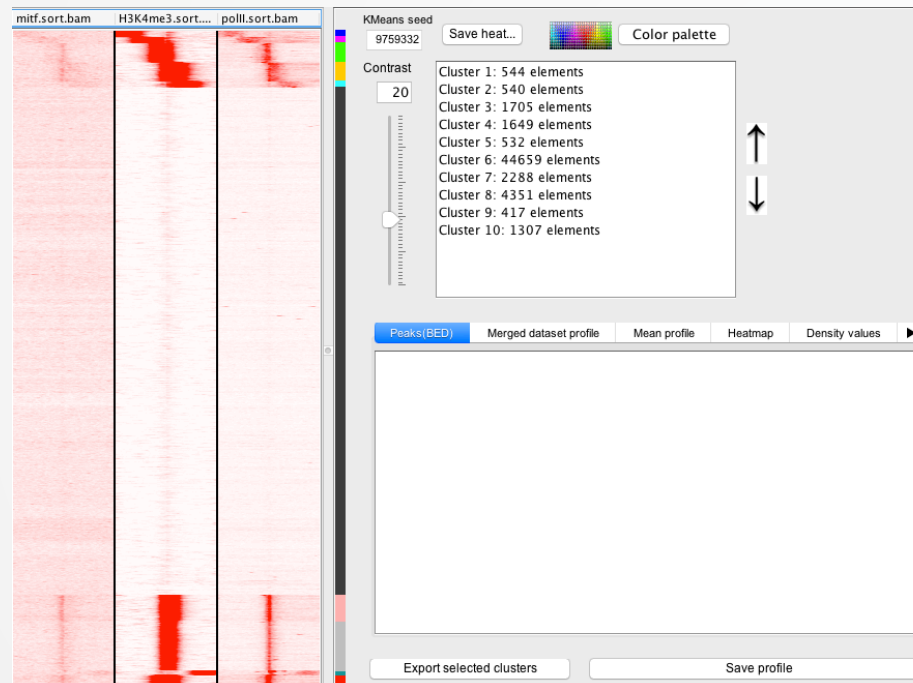 mitf.sort.bam
H3K4me3.sort....
polII.sort.bam
KMeans seed
9759332
Save heat...
Color palette
Contrast
20
Cluster 1: 544 elements
Cluster 2: 540 elements
Cluster 3: 1705 elements
Cluster 4: 1649 elements
Cluster 5: 532 elements
Cluster 6: 44659 elements
Cluster 7: 2288 elements
Cluster 8: 4351 elements
Cluster 9: 417 elements
Cluster 10: 1307 elements
Peaks(BED)
Merged dataset profile
Mean profile
Heatmap
Density values
Export selected clusters
Save profile